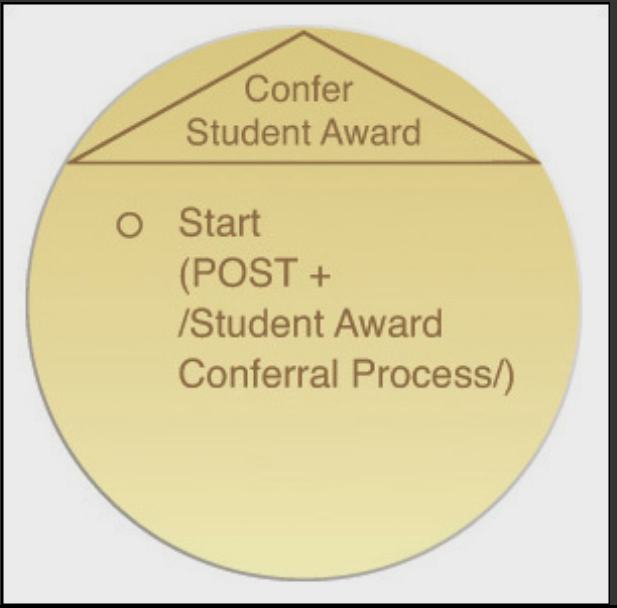 Confer
Student Award
Start
(POST +
/Student Award
Conferral Process/)